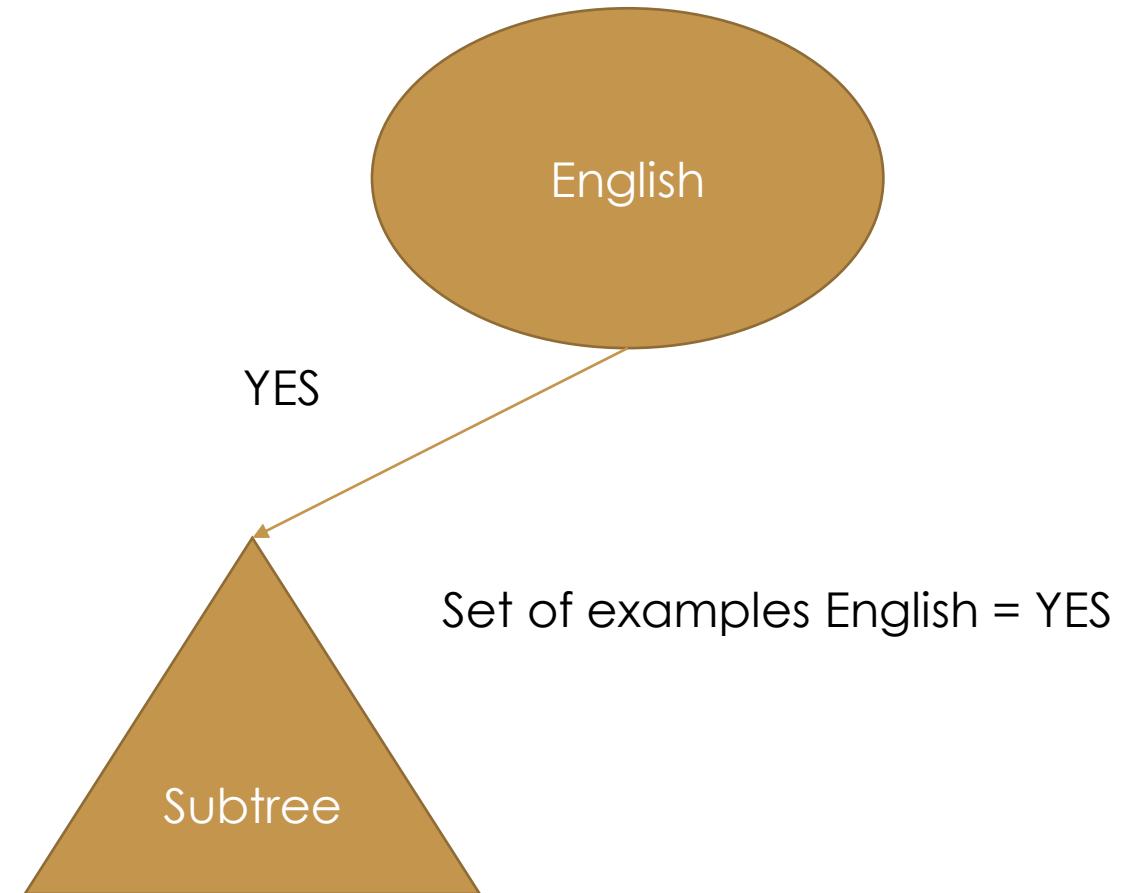 English
YES
Set of examples English = YES
Subtree